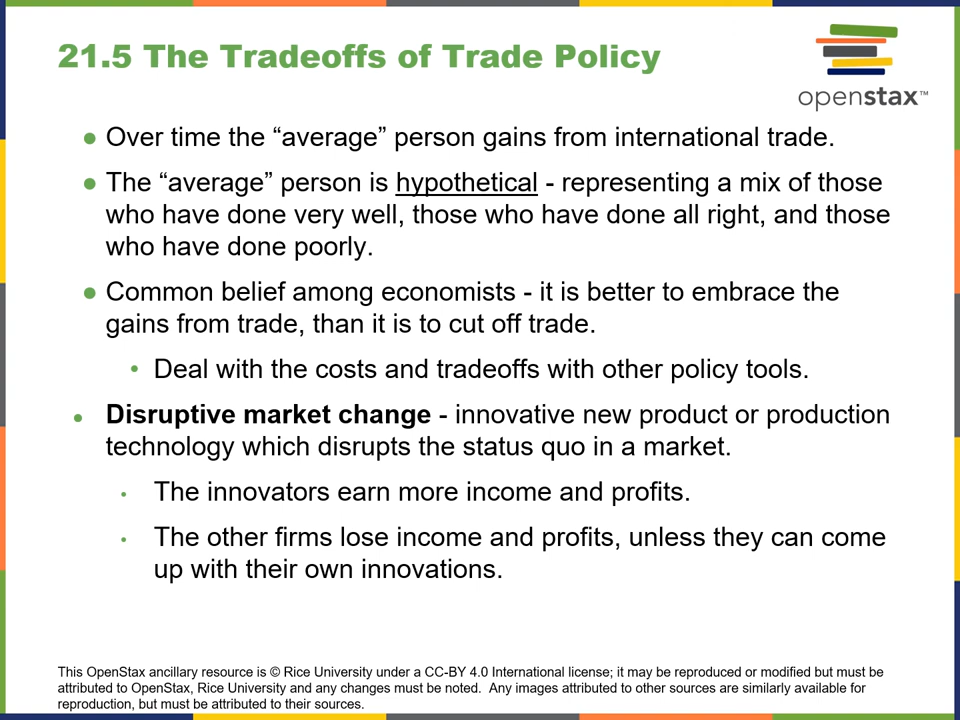 21.5 The Tradeoffs of Trade Policy
openstax™
● Over time the “average” person gains from international trade.
● The “average” person is hypothetical - representing a mix of those
who have done very well, those who have done all right, and those
who have done poorly.
● Common belief among economists - it is better to embrace the
gains from trade, than it is to cut off trade.
• Deal with the costs and tradeoffs with other policy tools.
● Disruptive market change - innovative new product or production
technology which disrupts the status quo in a market.
• The innovators earn more income and profits.
• The other firms lose income and profits, unless they can come
up with their own innovations.
This OpenStax ancillary resource is © Rice University under a CC-BY 4.0 International license; it may be reproduced or modified but must be
attributed to OpenStax, Rice University and any changes must be noted.  Any images attributed to other sources are similarly available for
reproduction, but must be attributed to their sources.